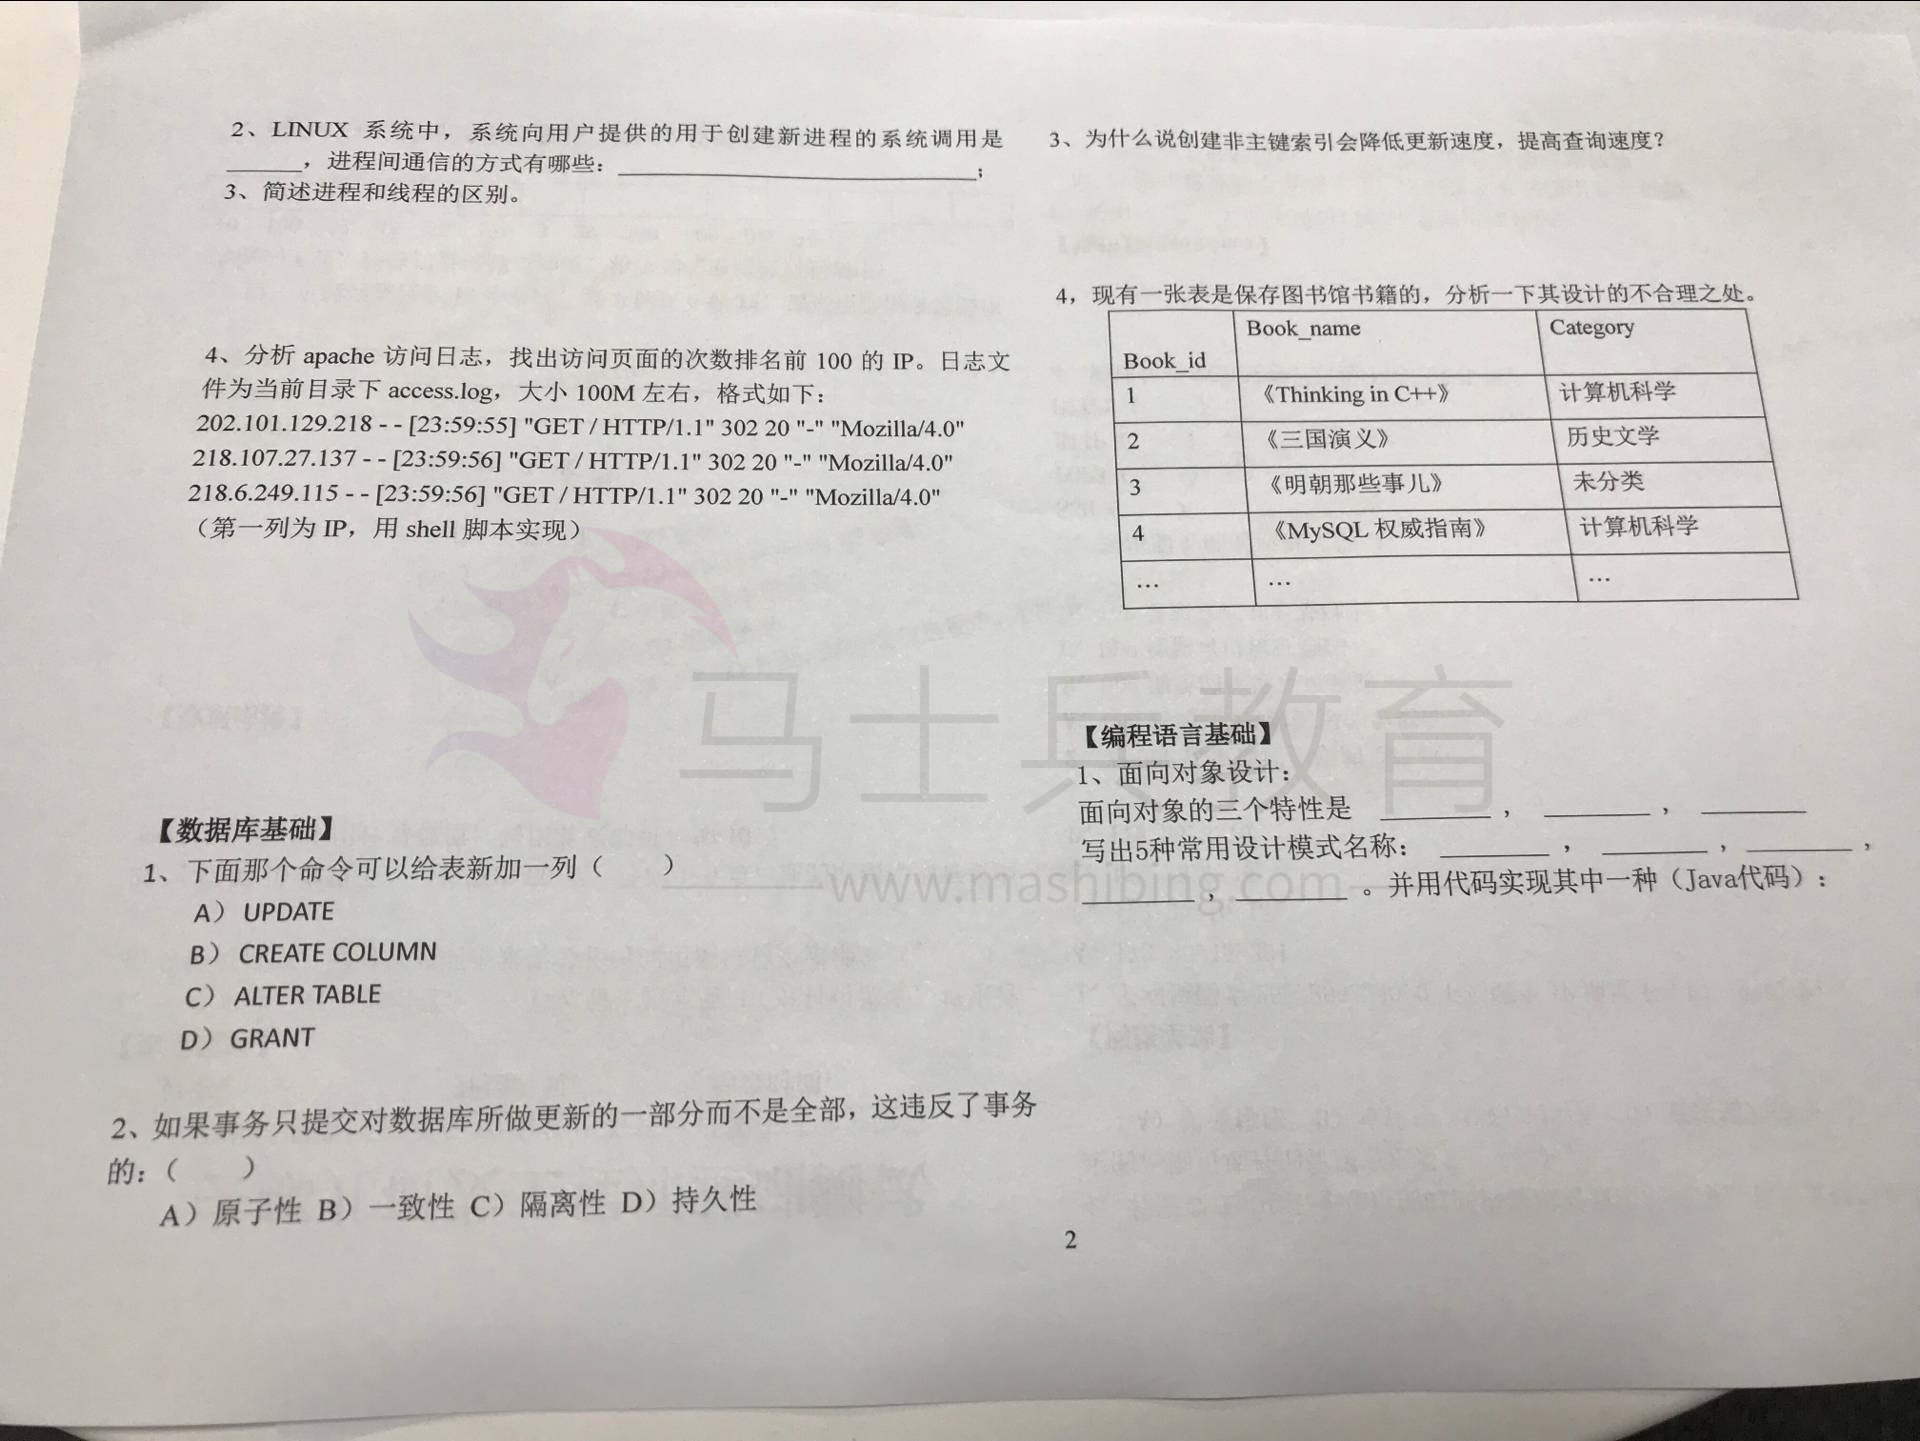 2、LINUX 系统中，系统向用户提供的用于创建新进程的系统调用是
______，进程间通信的方式有哪些：______________________________；
3、简述进程和线程的区别。
4、分析 apache 访问日志，找出访问页面的次数排名前 100 的 IP。日志文
件为当前目录下 access.log，大小 100M 左右，格式如下：
202.101.129.218 - - [23:59:55] "GET / HTTP/1.1" 302 20 "-" "Mozilla/4.0"
218.107.27.137 - - [23:59:56] "GET / HTTP/1.1" 302 20 "-" "Mozilla/4.0"
218.6.249.115 - - [23:59:56] "GET / HTTP/1.1" 302 20 "-" "Mozilla/4.0"
（第一列为 IP，用 shell 脚本实现）
【数据库基础】
1、下面那个命令可以给表新加一列（　　）
A）UPDATE
B）CREATE COLUMN
C）ALTER TABLE
D）GRANT
2、如果事务只提交对数据库所做更新的一部分而不是全部，这违反了事务
的：（　　）
A）原子性 B）一致性 C）隔离性 D）持久性
3、为什么说创建非主键索引会降低更新速度，提高查询速度？
4，现有一张表是保存图书馆书籍的，分析一下其设计的不合理之处。
Book_id Book_name Category
1 《Thinking in C++》 计算机科学
2 《三国演义》 历史文学
3 《明朝那些事儿》 未分类
4 《MySQL 权威指南》 计算机科学
… … …
【编程语言基础】
1、面向对象设计：
面向对象的三个特性是 ________，________，________
写出5种常用设计模式名称：________，________，________，
________，________。并用代码实现其中一种（Java代码）：
2
马士兵教育
www.mashibing.com